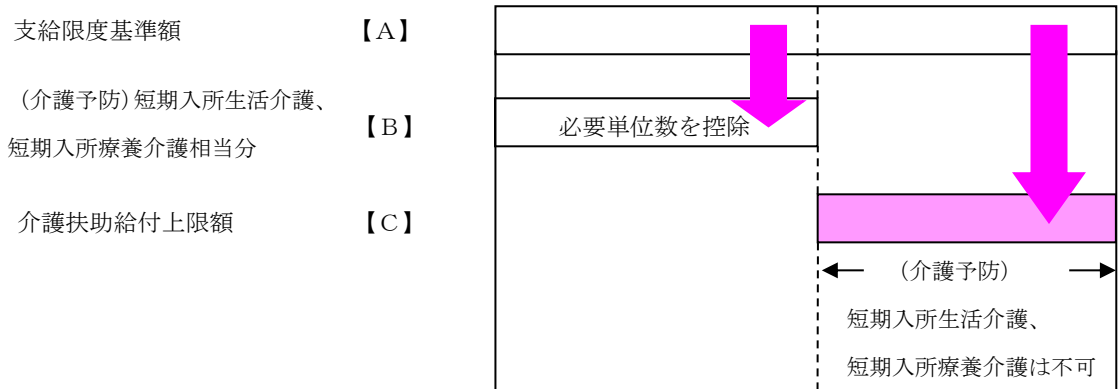 支給限度基準額 【A】
(介護予防)短期入所生活介護、
短期入所療養介護相当分
【B】
必要単位数を控除
介護扶助給付上限額 【C】
(介護予防)
短期入所生活介護、
短期入所療養介護は不可